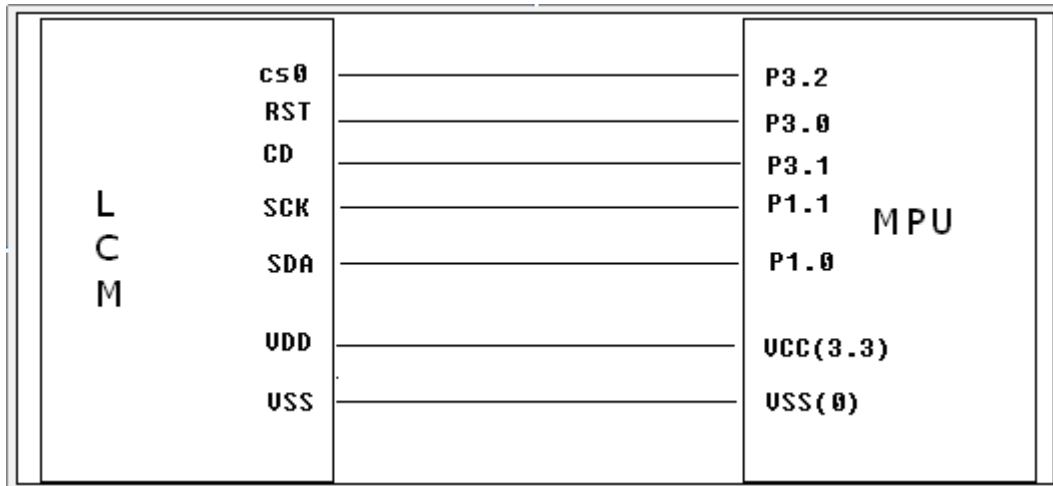 cs0 P3.2
RST P3.0
CD P3.1
SCK P1.1
SDA P1.0
VDD VCC(3.3)
VSS VSS(0)
L
C
M
MPU